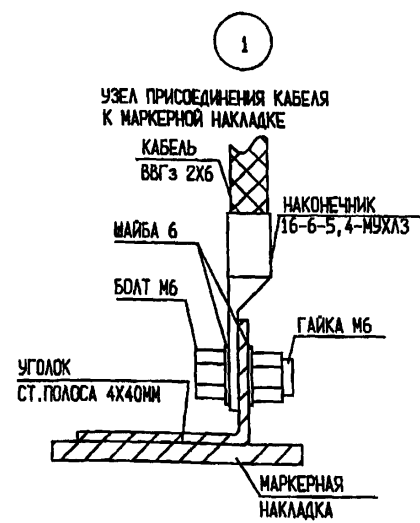 1
УЗЕЛ ПРИСОЕДИНЕНИЯ КАБЕЛЯ
К МАРКЕРНОЙ НАКЛАДКЕ
КАБЕЛЬ
ВВГз 2Х6
НАКОНЕЧНИК
16-6-5,4-МУХЛЗ
ШАЙБА 6
БОЛТ М6
ГАЙКА М6
УГОЛОК
СТ.ПОЛОСА 4Х40ММ
МАРКЕРНАЯ
НАКЛАДКА